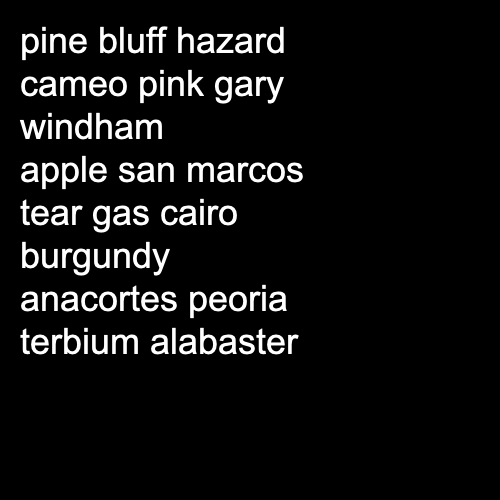 pine bluff hazard
cameo pink gary
windham
apple san marcos
tear gas cairo
burgundy
anacortes peoria
terbium alabaster